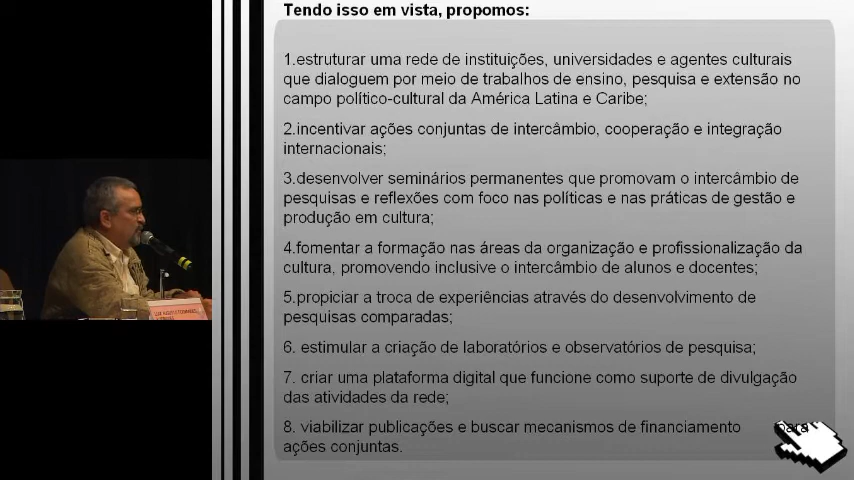 Tendo isso em vista, propomos:
1.estruturar uma rede de instituições, universidades e agentes culturais
que dialoguem por meio de trabalhos de ensino, pesquisa e extensão no
campo político-cultural da América Latina e Caribe;
2.incentivar ações conjuntas de intercâmbio, cooperação e integração
internacionais;
3.desenvolver seminários permanentes que promovam o intercâmbio de
pesquisas e reflexões com foco nas políticas e nas práticas de gestão e
produção em cultura;
4.fomentar a formação nas áreas da organização e profissionalização da
cultura, promovendo inclusive o intercâmbio de alunos e docentes;
5.propiciar a troca de experiências através do desenvolvimento de
pesquisas comparadas;
6. estimular a criação de laboratórios e observatórios de pesquisa;
7. criar uma plataforma digital que funcione como suporte de divulgação
das atividades da rede;
8. viabilizar publicações e buscar mecanismos de financiamento para
ações conjuntas.